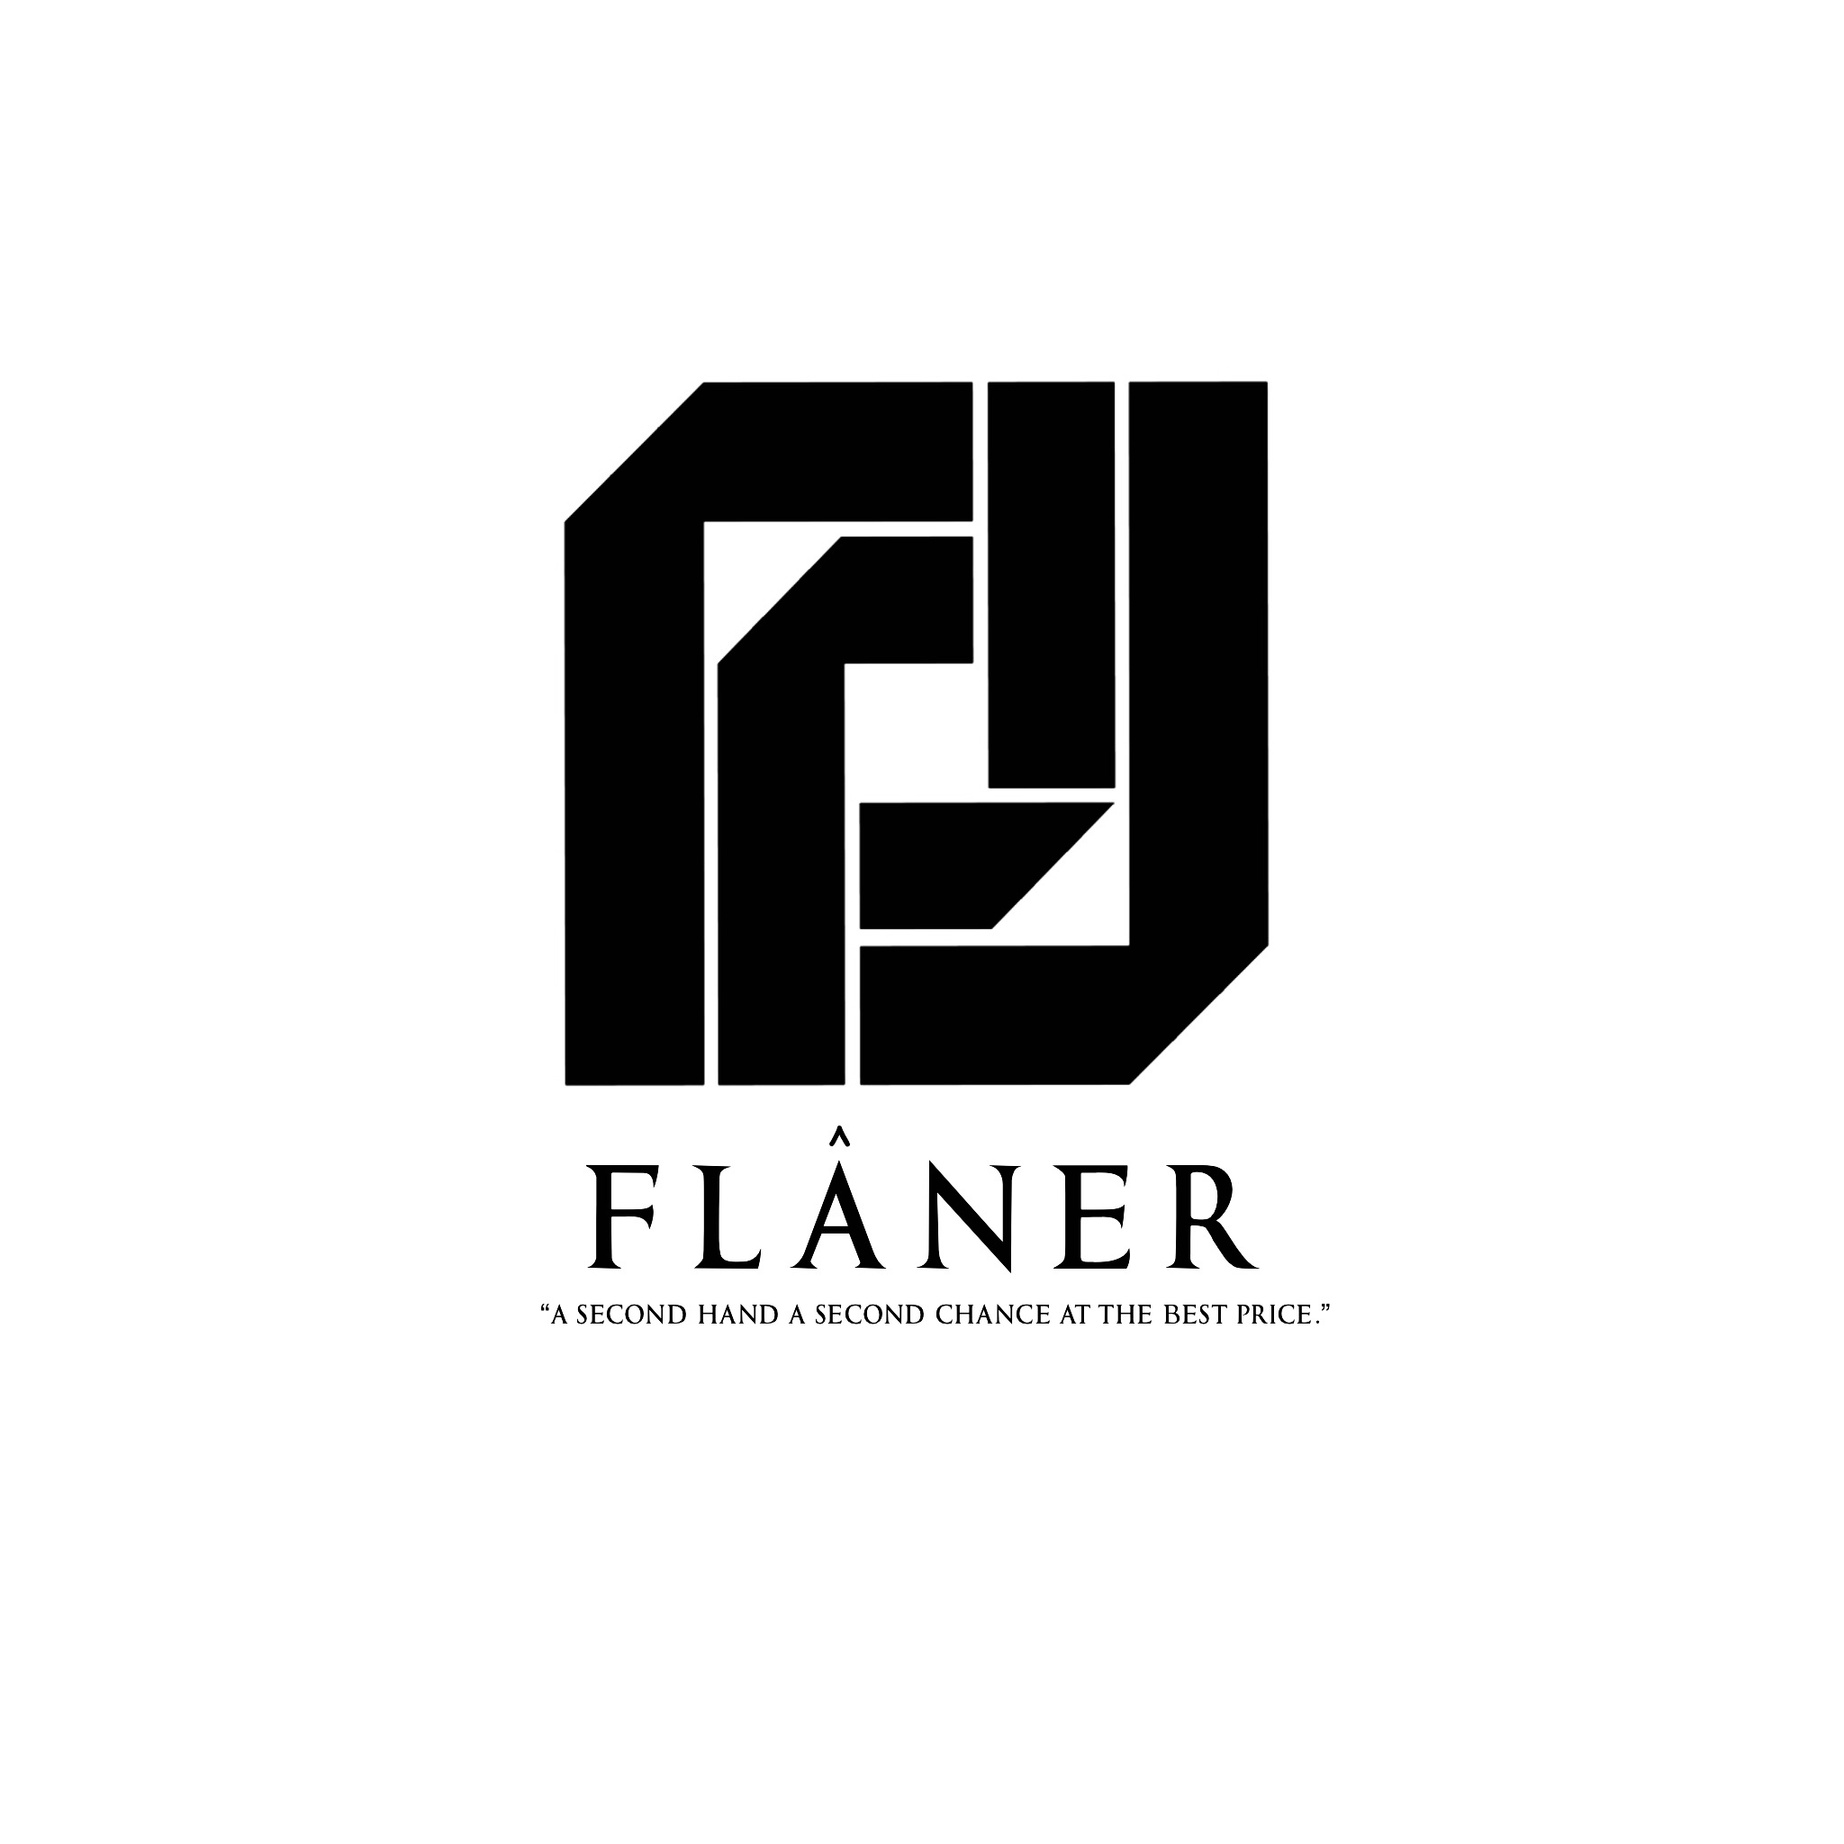 FLÂNER
“A SECOND HAND A SECOND CHANCE AT THE BEST PRICE.”